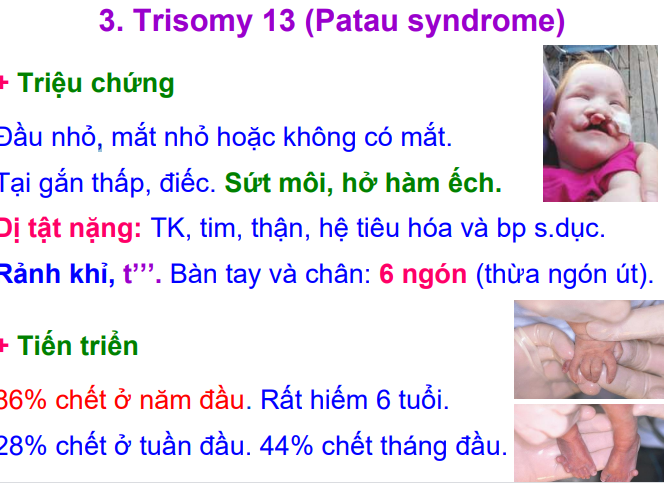 3. Trisomy 13 (Patau syndrome)
+ Triệu chứng
Đầu nhỏ, mắt nhỏ hoặc không có mắt.
Tại gắn thấp, điếc. Sứt môi, hở hàm ếch.
Dị tật nặng: TK, tim, thận, hệ tiêu hóa và bp s.dục.
Rảnh khỉ, t’’’. Bàn tay và chân: 6 ngón (thừa ngón út).
+ Tiến triển
86% chết ở năm đầu. Rất hiếm 6 tuổi.
28% chết ở tuần đầu. 44% chết tháng đầu.